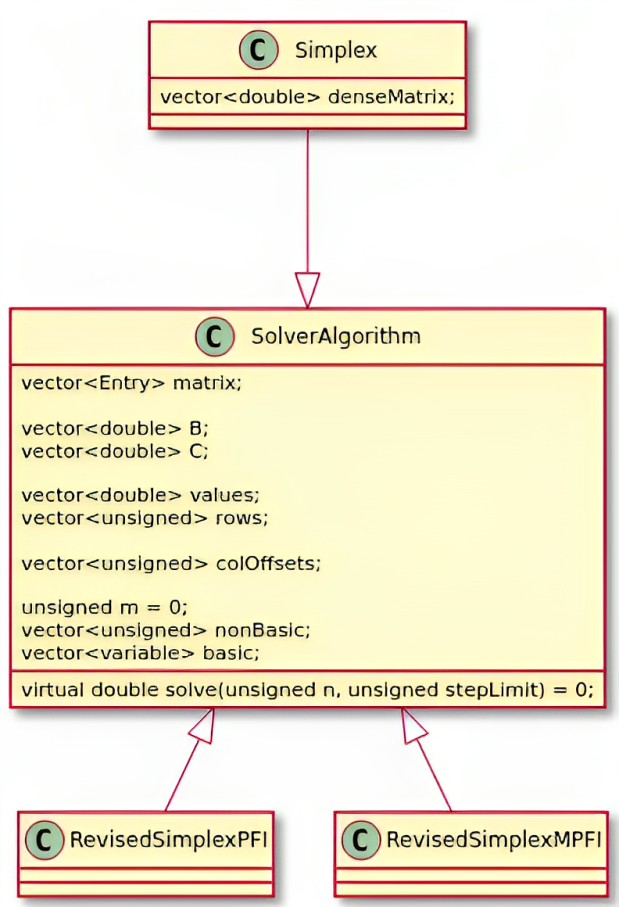 C Simplex
vector<double> denseMatrix;
C SolverAlgorithm
vector<Entry> matrix;
vector<double> B;
vector<double> C;
vector<double> values;
vector<unsigned> rows;
vector<unsigned> colOffsets;
unsigned m = 0;
vector<unsigned> nonBasic;
vector<variable> basic;
virtual double solve(unsigned n, unsigned stepLimit) = 0;
C RevisedSimplexPFI
C RevisedSimplexMPFI